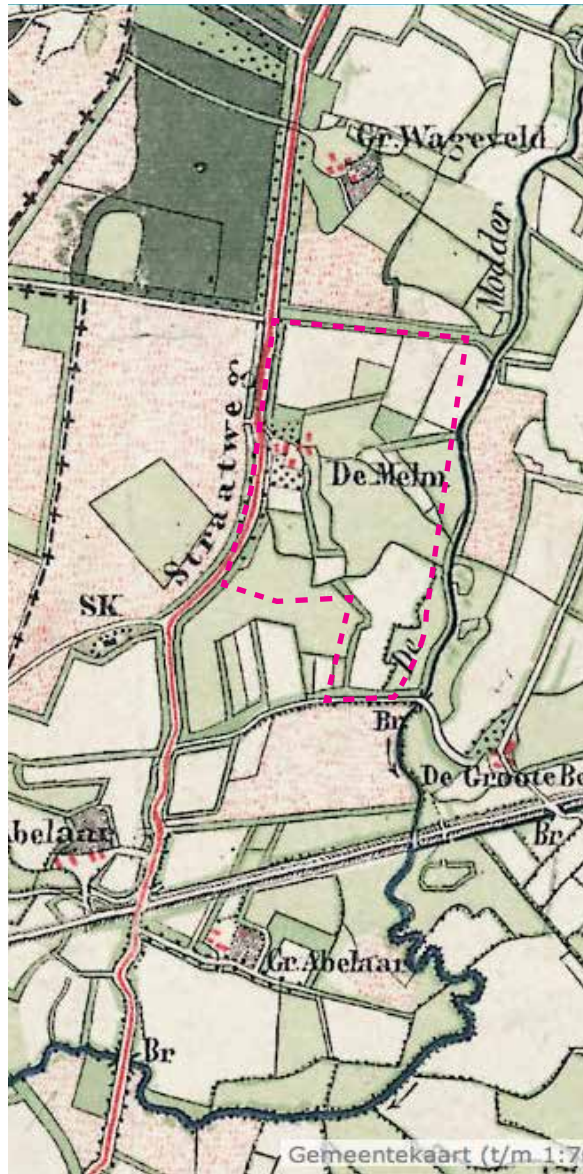 Gr. Wageveld
Modder
Straatweg
De Melm
SK
De
Br
De Groote Be
belaar
Br
Gr. Abelaar
Br
Gemeentekaart (t/m 1:7